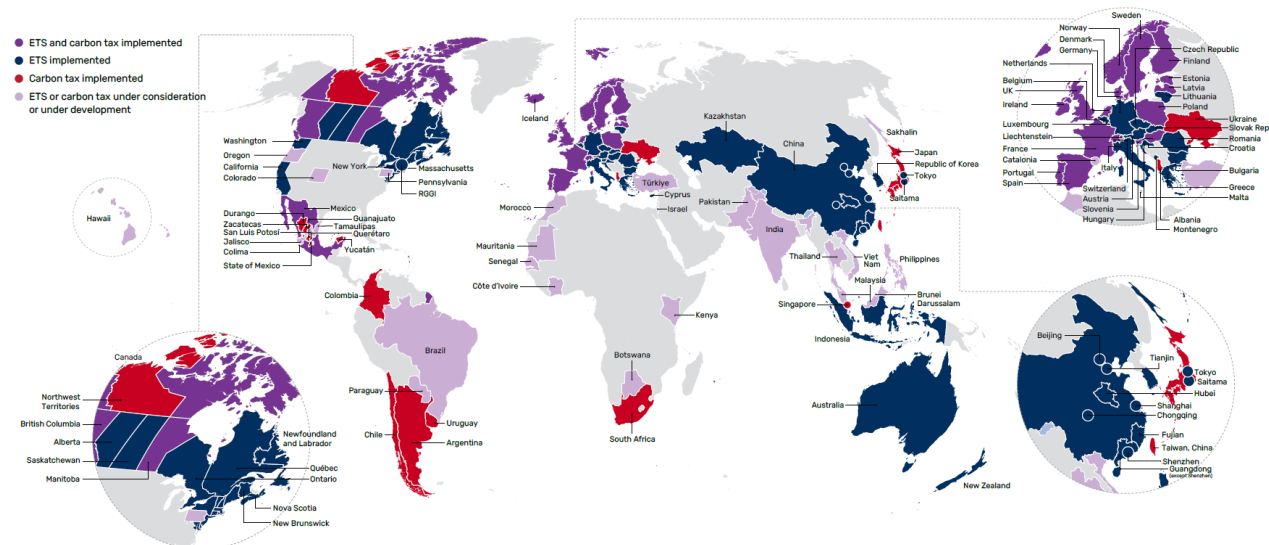 ETS and carbon tax implemented
ETS implemented
Carbon tax implemented
ETS or carbon tax under consideration
or under development
Washington
Oregon
California
Colorado
New York
Massachusetts
Pennsylvania
RGGI
Hawaii
Mexico
Durango
Guanajuato
Zacatecas
Tamaulipas
San Luis Potosí
Querétaro
Jalisco
Yucatán
Colima
State of Mexico
Colombia
Brazil
Paraguay
Uruguay
Chile
Argentina
Canada
Northwest
Territories
British Columbia
Alberta
Saskatchewan
Manitoba
Newfoundland
and Labrador
Québec
Ontario
Nova Scotia
New Brunswick
Iceland
Morocco
Mauritania
Senegal
Côte d'Ivoire
Türkiye
Cyprus
Israel
Kenya
Botswana
South Africa
Kazakhstan
China
Pakistan
India
Thailand
Viet
Nam
Philippines
Malaysia
Brunei
Darussalam
Singapore
Indonesia
Australia
New Zealand
Sakhalin
Japan
Republic of Korea
Tokyo
Saitama
Sweden
Norway
Denmark
Germany
Netherlands
Belgium
UK
Ireland
Luxembourg
Liechtenstein
France
Catalonia
Portugal
Spain
Italy
Switzerland
Austria
Slovenia
Hungary
Czech Republic
Finland
Estonia
Latvia
Lithuania
Poland
Ukraine
Slovak Rep
Romania
Croatia
Bulgaria
Greece
Malta
Albania
Montenegro
Beijing
Tianjin
Tokyo
Saitama
Hubei
Shanghai
Chongqing
Fujian
Taiwan, China
Shenzhen
Guangdong
(except Shenzhen)